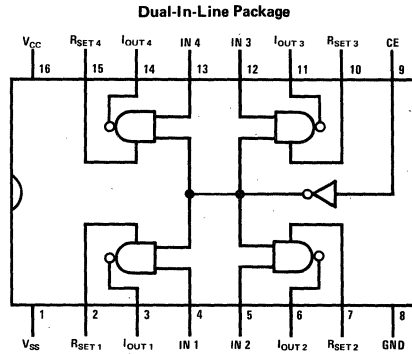 Dual-In-Line Package
VCC RSET 4 IOUT 4 IN 4 IN 3 IOUT 3 RSET 3 CE
16 15 14 13 12 11 10 9
1 2 3 4 5 6 7 8
VSS RSET 1 IOUT 1 IN 1 IN 2 IOUT 2 RSET 2 GND